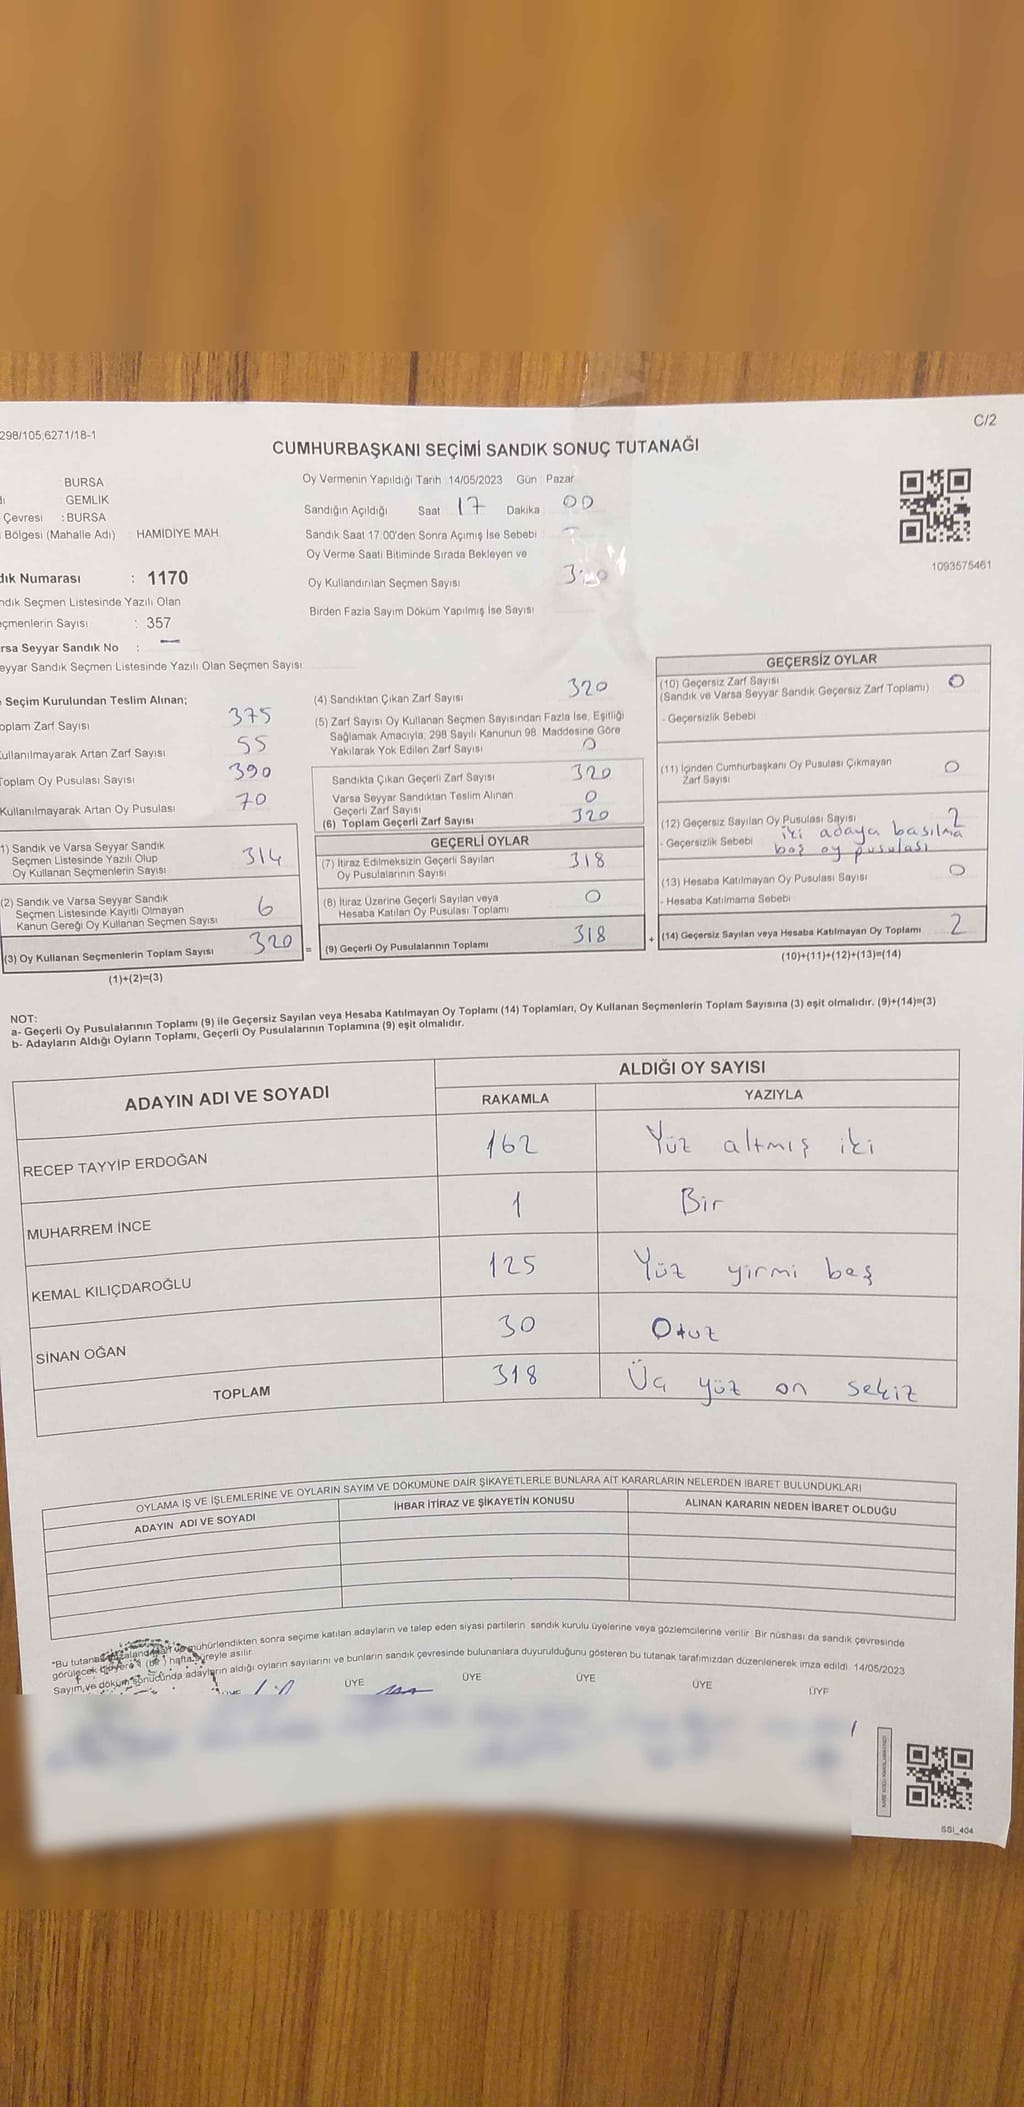 298/105,6271/18-1
C/2
CUMHURBAŞKANI SEÇİMİ SANDIK SONUÇ TUTANAĞI
BURSA
GEMLİK
Çevresi : BURSA
Bölgesi (Mahalle Adı) HAMİDİYE MAH.
dık Numarası : 1170
ndık Seçmen Listesinde Yazılı Olan
eçmenlerin Sayısı : 357
rsa Seyyar Sandık No : —
eyyar Sandık Seçmen Listesinde Yazılı Olan Seçmen Sayısı:
Oy Vermenin Yapıldığı Tarih 14/05/2023 Gün Pazar
Sandığın Açıldığı Saat 17 Dakika 00
Sandık Saat 17:00'den Sonra Açımış İse Sebebi
Oy Verme Saati Bitiminde Sırada Bekleyen ve
Oy Kullandırılan Seçmen Sayısı 320
Birden Fazla Sayım Döküm Yapılmış İse Sayısı
1093575461
Seçim Kurulundan Teslim Alınan;
oplam Zarf Sayısı 375
ullanılmayarak Artan Zarf Sayısı 55
Toplam Oy Pusulası Sayısı 390
Kullanılmayarak Artan Oy Pusulası 70
1) Sandık ve Varsa Seyyar Sandık
Seçmen Listesinde Yazılı Olup
Oy Kullanan Seçmenlerin Sayısı 314
(2) Sandık ve Varsa Seyyar Sandık
Seçmen Listesinde Kayıtlı Olmayan
Kanun Gereği Oy Kullanan Seçmen Sayısı 6
(3) Oy Kullanan Seçmenlerin Toplam Sayısı 320
(1)+(2)=(3)
(4) Sandıktan Çıkan Zarf Sayısı 320
(5) Zarf Sayısı Oy Kullanan Seçmen Sayısından Fazla İse, Eşitliği
Sağlamak Amacıyla, 298 Sayılı Kanunun 98. Maddesine Göre
Yakılarak Yok Edilen Zarf Sayısı 0
Sandıkta Çıkan Geçerli Zarf Sayısı 320
Varsa Seyyar Sandıktan Teslim Alınan
Geçerli Zarf Sayısı 0
(6) Toplam Geçerli Zarf Sayısı 320
GEÇERLİ OYLAR
(7) İtiraz Edilmeksizin Geçerli Sayılan
Oy Pusulalarının Sayısı 318
(8) İtiraz Üzerine Geçerli Sayılan veya
Hesaba Katılan Oy Pusulası Toplamı 0
= (9) Geçerli Oy Pusulalarının Toplamı 318
GEÇERSİZ OYLAR
(10) Geçersiz Zarf Sayısı 0
(Sandık ve Varsa Seyyar Sandık Geçersiz Zarf Toplamı)
- Geçersizlik Sebebi
(11) İçinden Cumhurbaşkanı Oy Pusulası Çıkmayan
Zarf Sayısı 0
(12) Geçersiz Sayılan Oy Pusulası Sayısı 2
- Geçersizlik Sebebi iki adaya basılma
boş oy pusulası
(13) Hesaba Katılmayan Oy Pusulası Sayısı 0
- Hesaba Katılmama Sebebi
+ (14) Geçersiz Sayılan veya Hesaba Katılmayan Oy Toplamı 2
(10)+(11)+(12)+(13)=(14)
NOT:
a- Geçerli Oy Pusulalarının Toplamı (9) ile Geçersiz Sayılan veya Hesaba Katılmayan Oy Toplamı (14) Toplamları, Oy Kullanan Seçmenlerin Toplam Sayısına (3) eşit olmalıdır. (9)+(14)=(3)
b- Adayların Aldığı Oyların Toplamı, Geçerli Oy Pusulalarının Toplamına (9) eşit olmalıdır.
ADAYIN ADI VE SOYADI
ALDIĞI OY SAYISI
RAKAMLA YAZIYLA
RECEP TAYYİP ERDOĞAN 162 Yüz altmış iki
MUHARREM İNCE 1 Bir
KEMAL KILIÇDAROĞLU 125 Yüz yirmi beş
SİNAN OĞAN 30 Otuz
TOPLAM 318 Üç yüz on sekiz
OYLAMA İŞ VE İŞLEMLERİNE VE OYLARIN SAYIM VE DÖKÜMÜNE DAİR ŞİKAYETLERLE BUNLARA AİT KARARLARIN NELERDEN İBARET BULUNDUKLARI
ADAYIN ADI VE SOYADI İHBAR İTİRAZ VE ŞİKAYETİN KONUSU ALINAN KARARIN NEDEN İBARET OLDUĞU
*Bu tutanak mühürlendikten sonra seçime katılan adayların ve talep eden siyasi partilerin sandık kurulu üyelerine veya gözlemcilerine verilir. Bir nüshası da sandık çevresinde
görülecek bir yere (bir) hafta süreyle asılır.
Sayım ve döküm sonucunda adayların aldığı oyların sayılarını ve bunların sandık çevresinde bulunanlara duyurulduğunu gösteren bu tutanak tarafımızdan düzenlenerek imza edildi. 14/05/2023
ÜYE ÜYE ÜYE ÜYE ÜYE
SSI_404